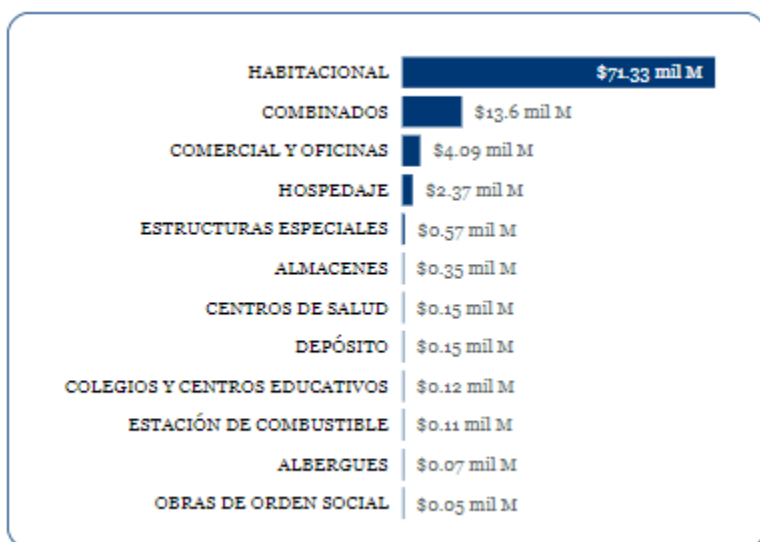 HABITACIONAL $71.33 mil M
COMBINADOS $13.6 mil M
COMERCIAL Y OFICINAS $4.09 mil M
HOSPEDAJE $2.37 mil M
ESTRUCTURAS ESPECIALES $0.57 mil M
ALMACENES $0.35 mil M
CENTROS DE SALUD $0.15 mil M
DEPÓSITO $0.15 mil M
COLEGIOS Y CENTROS EDUCATIVOS $0.12 mil M
ESTACIÓN DE COMBUSTIBLE $0.11 mil M
ALBERGUES $0.07 mil M
OBRAS DE ORDEN SOCIAL $0.05 mil M